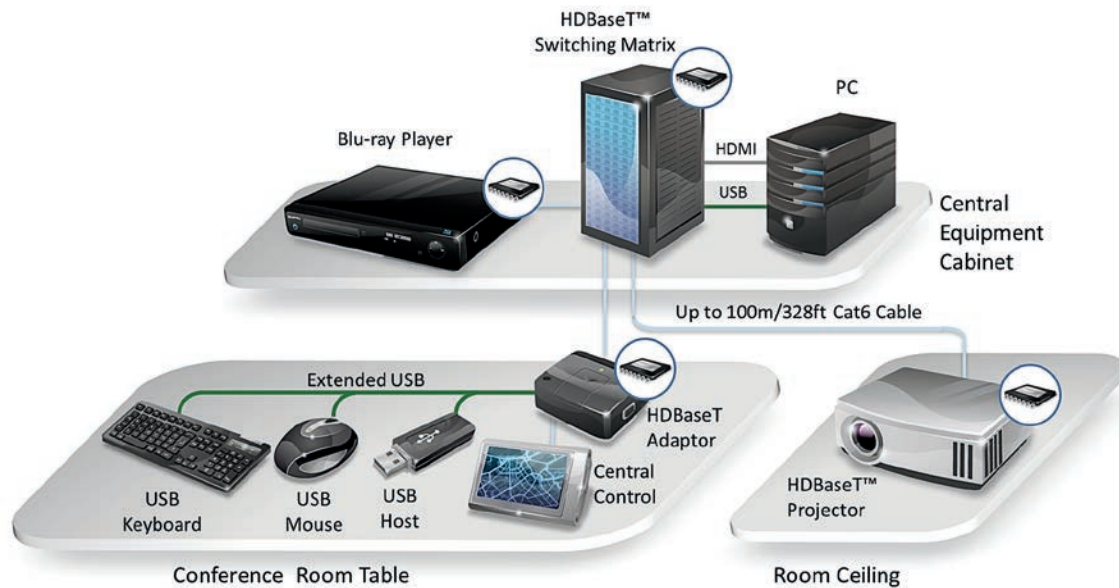 HDBaseT™
Switching Matrix
PC
Blu-ray Player
HDMI
USB
Central
Equipment
Cabinet
Up to 100m/328ft Cat6 Cable
Extended USB
HDBaseT
Adaptor
USB
Keyboard
USB
Mouse
USB
Host
Central
Control
HDBaseT™
Projector
Conference Room Table
Room Ceiling